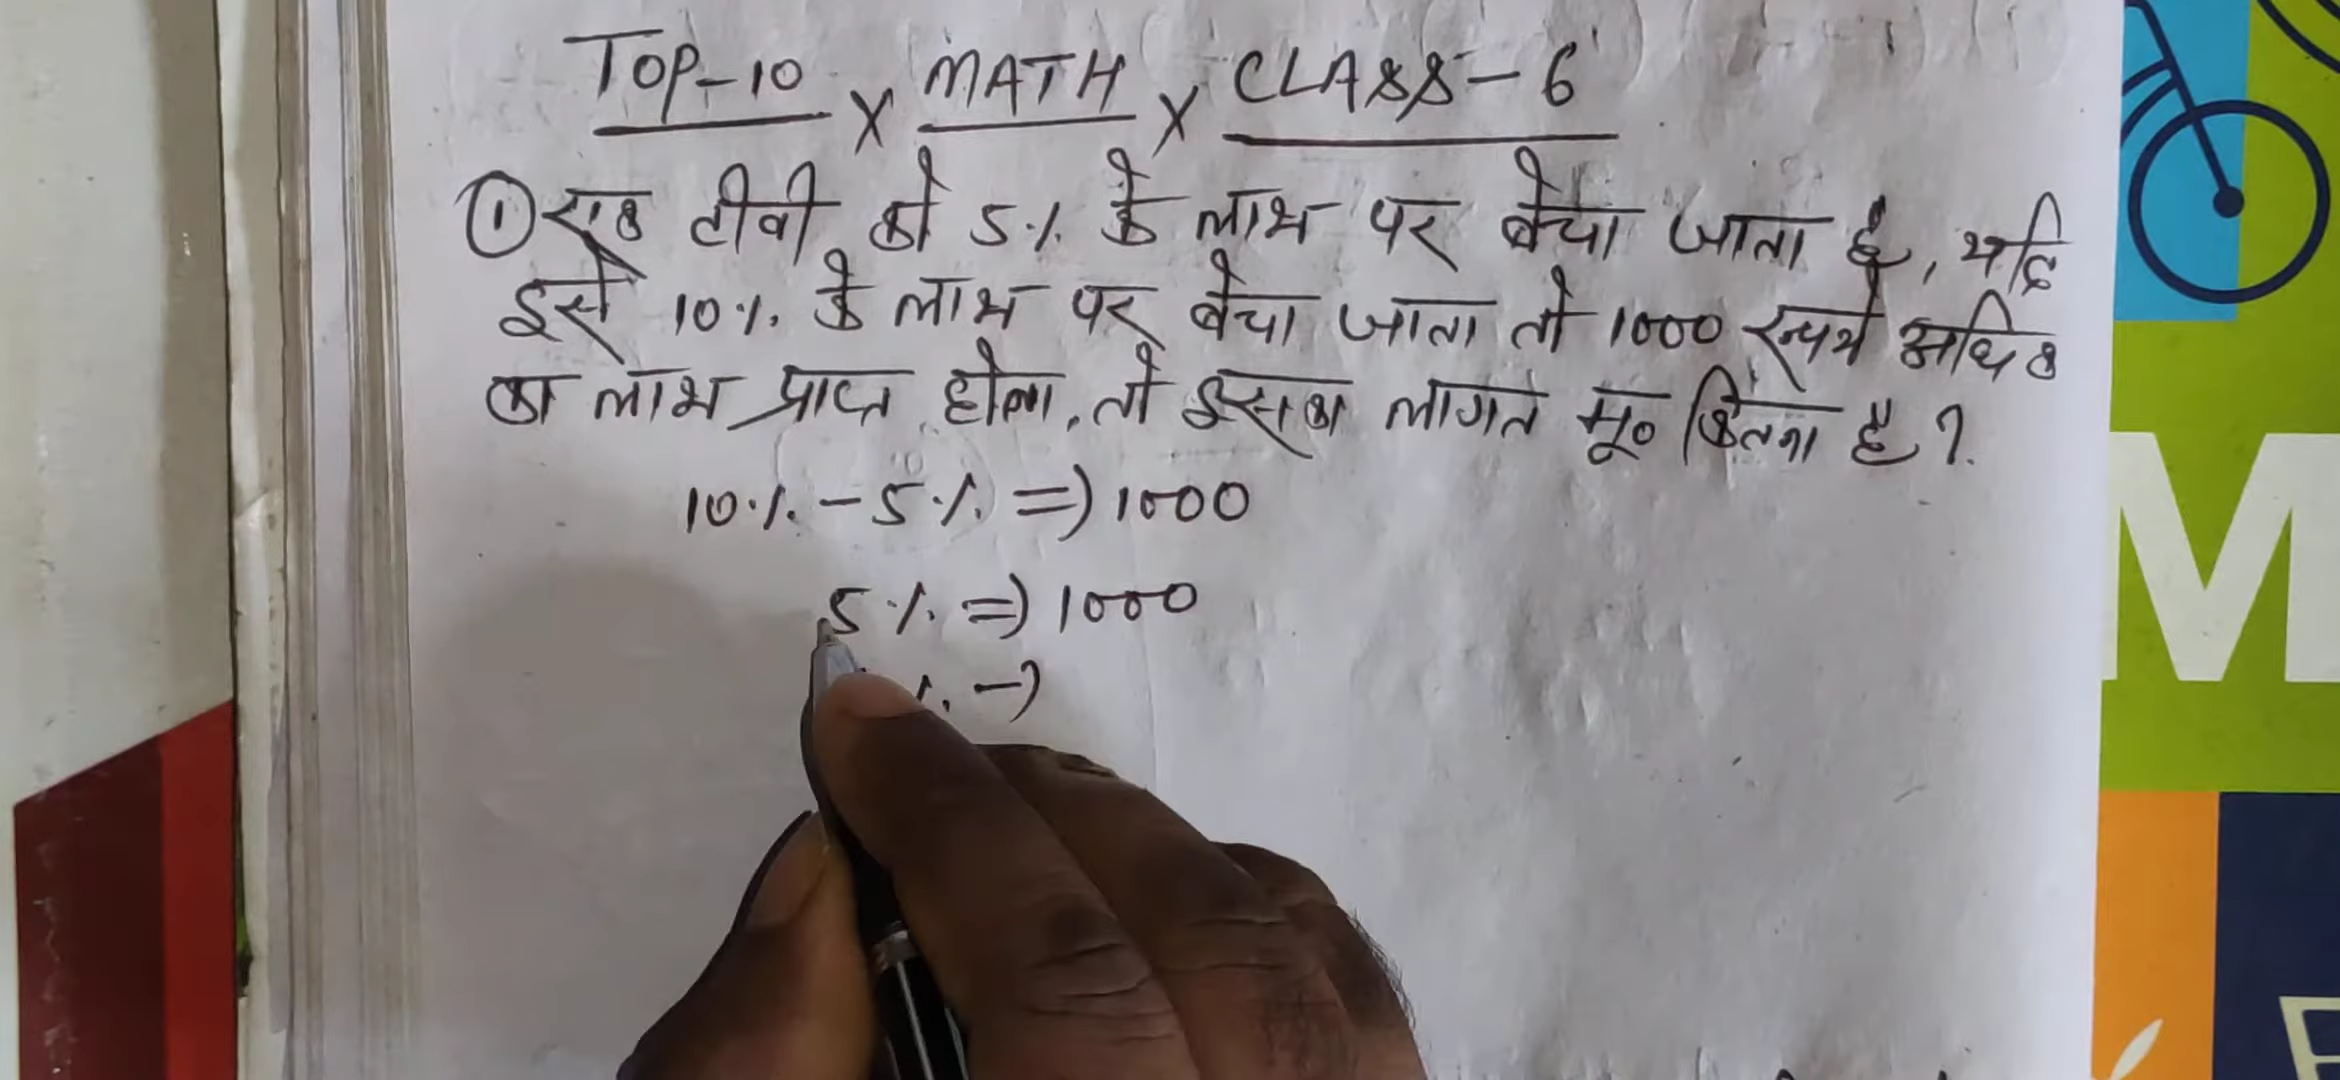 TOP-10 x MATH x CLASS-6
① एक टीवी को 5% के लाभ पर बेचा जाता है, यदि
इसे 10% के लाभ पर बेचा जाता तो 1000 रूपये अधिक
का लाभ प्राप्त होता, तो इसका लागत मू० कितना है?
10% - 5% => 1000
5% => 1000
% ->
M